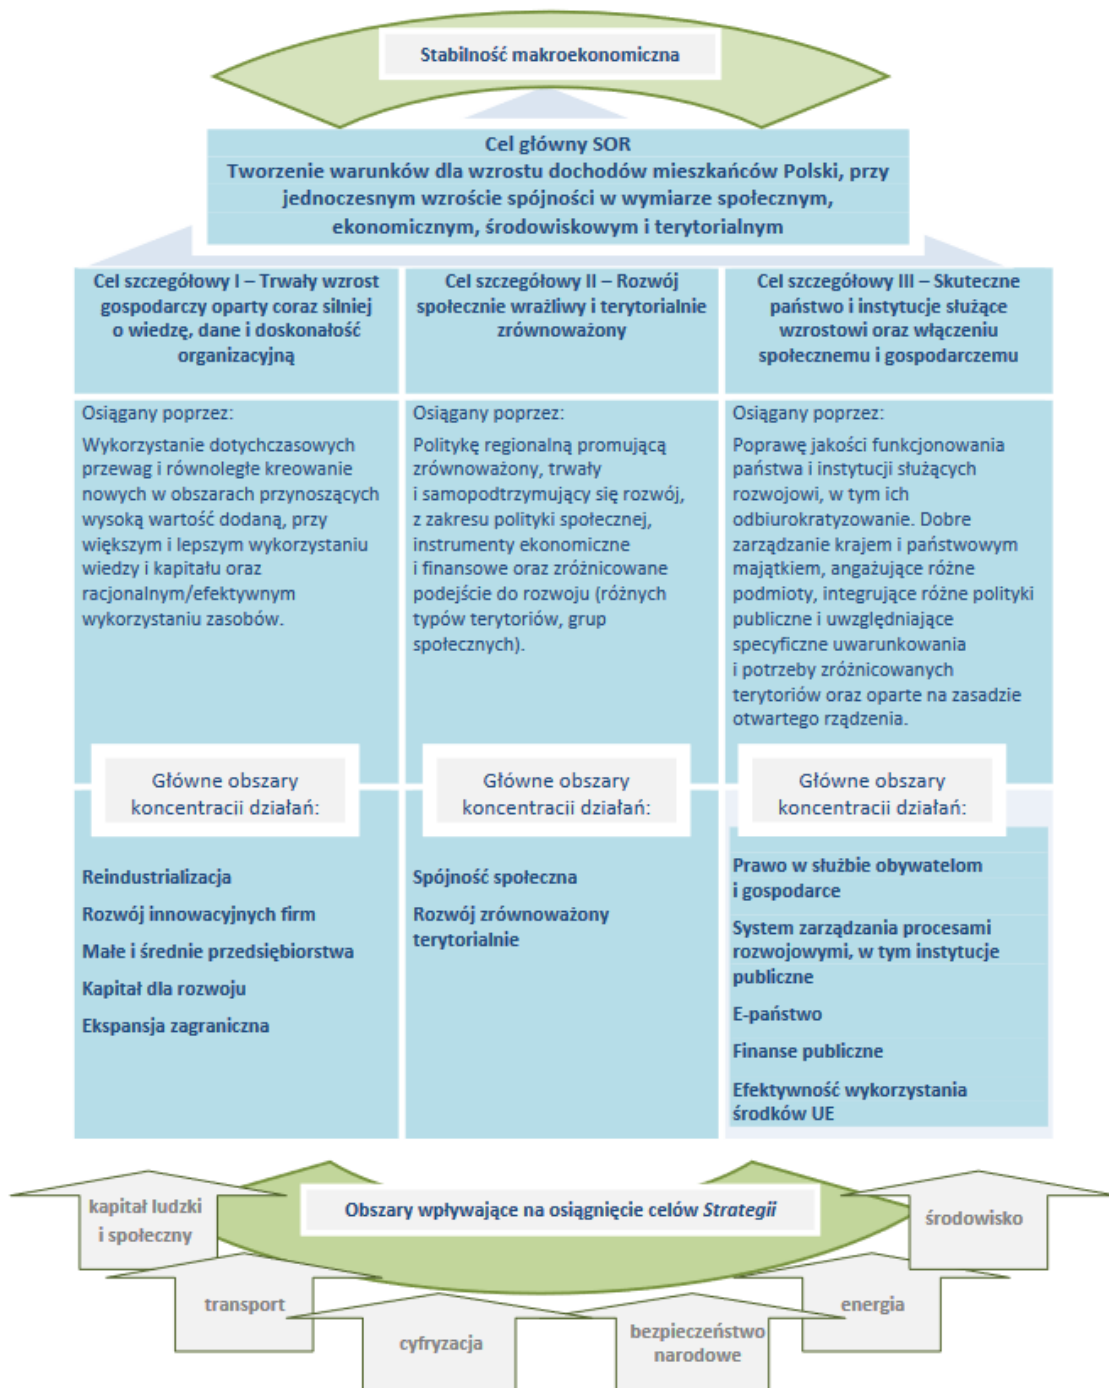 Stabilność makroekonomiczna
Cel główny SOR
Tworzenie warunków dla wzrostu dochodów mieszkańców Polski, przy
jednoczesnym wzroście spójności w wymiarze społecznym,
ekonomicznym, środowiskowym i terytorialnym
Cel szczegółowy I – Trwały wzrost
gospodarczy oparty coraz silniej
o wiedzę, dane i doskonałość
organizacyjną
Osiągany poprzez:
Wykorzystanie dotychczasowych
przewag i równoległe kreowanie
nowych w obszarach przynoszących
wysoką wartość dodaną, przy
większym i lepszym wykorzystaniu
wiedzy i kapitału oraz
racjonalnym/efektywnym
wykorzystaniu zasobów.
Główne obszary
koncentracji działań:
Reindustrializacja
Rozwój innowacyjnych firm
Małe i średnie przedsiębiorstwa
Kapitał dla rozwoju
Ekspansja zagraniczna
Cel szczegółowy II – Rozwój
społecznie wrażliwy i terytorialnie
zrównoważony
Osiągany poprzez:
Politykę regionalną promującą
zrównoważony, trwały
i samopodtrzymujący się rozwój,
z zakresu polityki społecznej,
instrumenty ekonomiczne
i finansowe oraz zróżnicowane
podejście do rozwoju (różnych
typów terytoriów, grup
społecznych).
Główne obszary
koncentracji działań:
Spójność społeczna
Rozwój zrównoważony
terytorialnie
Cel szczegółowy III – Skuteczne
państwo i instytucje służące
wzrostowi oraz włączeniu
społecznemu i gospodarczemu
Osiągany poprzez:
Poprawę jakości funkcjonowania
państwa i instytucji służących
rozwojowi, w tym ich
odbiurokratyzowanie. Dobre
zarządzanie krajem i państwowym
majątkiem, angażujące różne
podmioty, integrujące różne polityki
publiczne i uwzględniające
specyficzne uwarunkowania
i potrzeby zróżnicowanych
terytoriów oraz oparte na zasadzie
otwartego rządzenia.
Główne obszary
koncentracji działań:
Prawo w służbie obywatelom
i gospodarce
System zarządzania procesami
rozwojowymi, w tym instytucje
publiczne
E-państwo
Finanse publiczne
Efektywność wykorzystania
środków UE
Obszary wpływające na osiągnięcie celów Strategii
kapitał ludzki
i społeczny
transport
cyfryzacja
bezpieczeństwo
narodowe
energia
środowisko